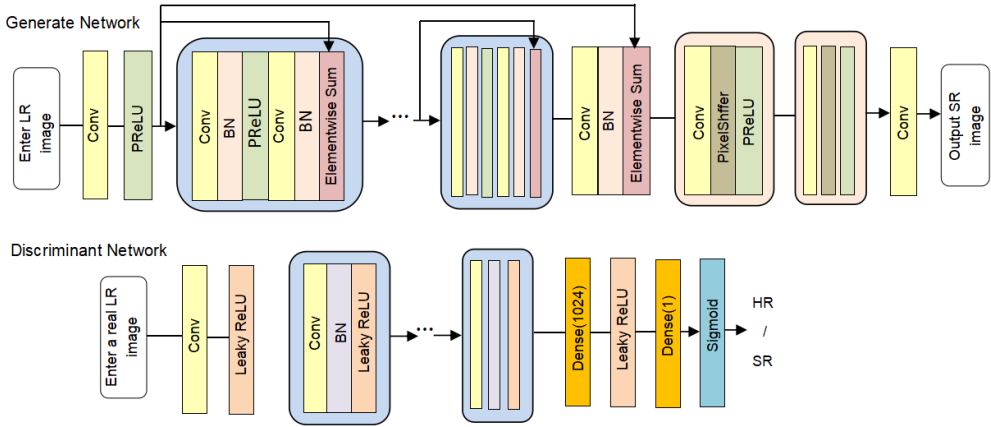 Generate Network
Enter LR
image
Conv
PReLU
Conv
BN
PReLU
Conv
BN
Elementwise Sum
...
Conv
BN
Elementwise Sum
Conv
PixelShffer
PReLU
Conv
Output SR
image
Discriminant Network
Enter a real LR
image
Conv
Leaky ReLU
Conv
BN
Leaky ReLU
...
Dense(1024)
Leaky ReLU
Dense(1)
Sigmoid
HR
/
SR